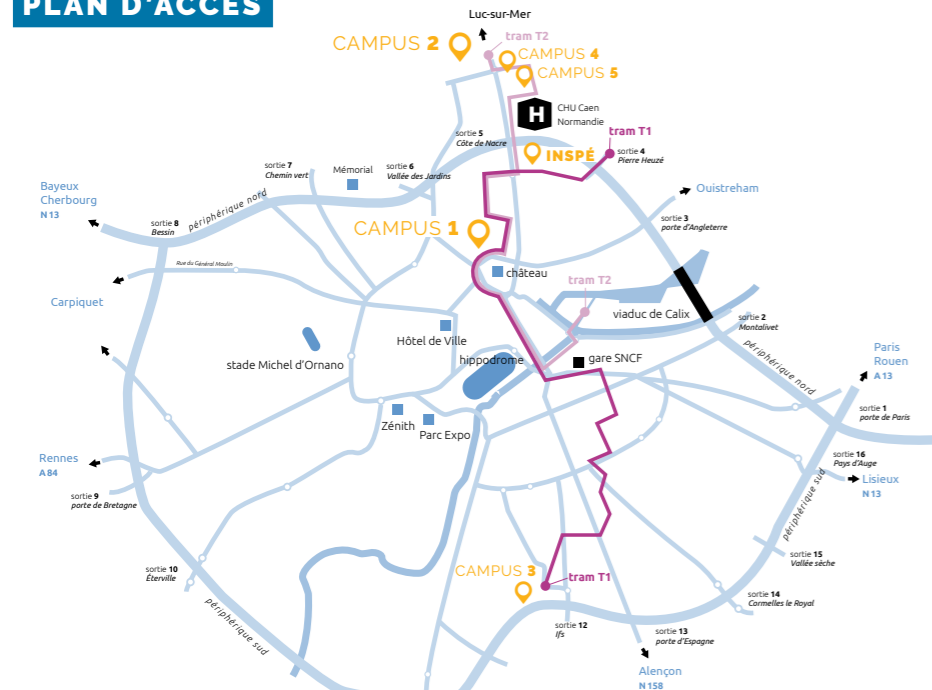 PLAN D'ACCÈS
Luc-sur-Mer
CAMPUS 2
tram T2
CAMPUS 4
CAMPUS 5
CHU Caen
Normandie
H
sortie 5
Côte de Nacre
tram T1
INSPÉ
sortie 4
Pierre Heuzé
sortie 7
Chemin vert
Mémorial
sortie 6
Vallée des Jardins
Bayeux
Cherbourg
N 13
périphérique nord
Ouistreham
sortie 8
Bessin
sortie 3
porte d'Angleterre
CAMPUS 1
Rue du Général Moulin
château
tram T2
Carpiquet
viaduc de Calix
sortie 2
Montalivet
Hôtel de Ville
stade Michel d'Ornano
hippodrome
gare SNCF
périphérique nord
Paris
Rouen
A 13
Zénith
Parc Expo
sortie 1
porte de Paris
Rennes
A 84
sortie 16
Pays d'Auge
Lisieux
N 13
sortie 9
porte de Bretagne
périphérique sud
sortie 15
Vallée sèche
sortie 10
Éterville
CAMPUS 3
tram T1
sortie 14
Cormelles le Royal
périphérique sud
sortie 12
Ifs
sortie 13
porte d'Espagne
Alençon
N 158